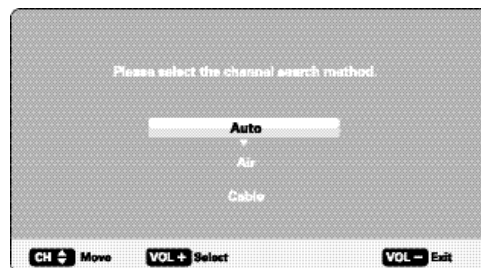 Please select the channel search method.
Auto
Air
Cable
CH Move VOL + Select VOL - Exit